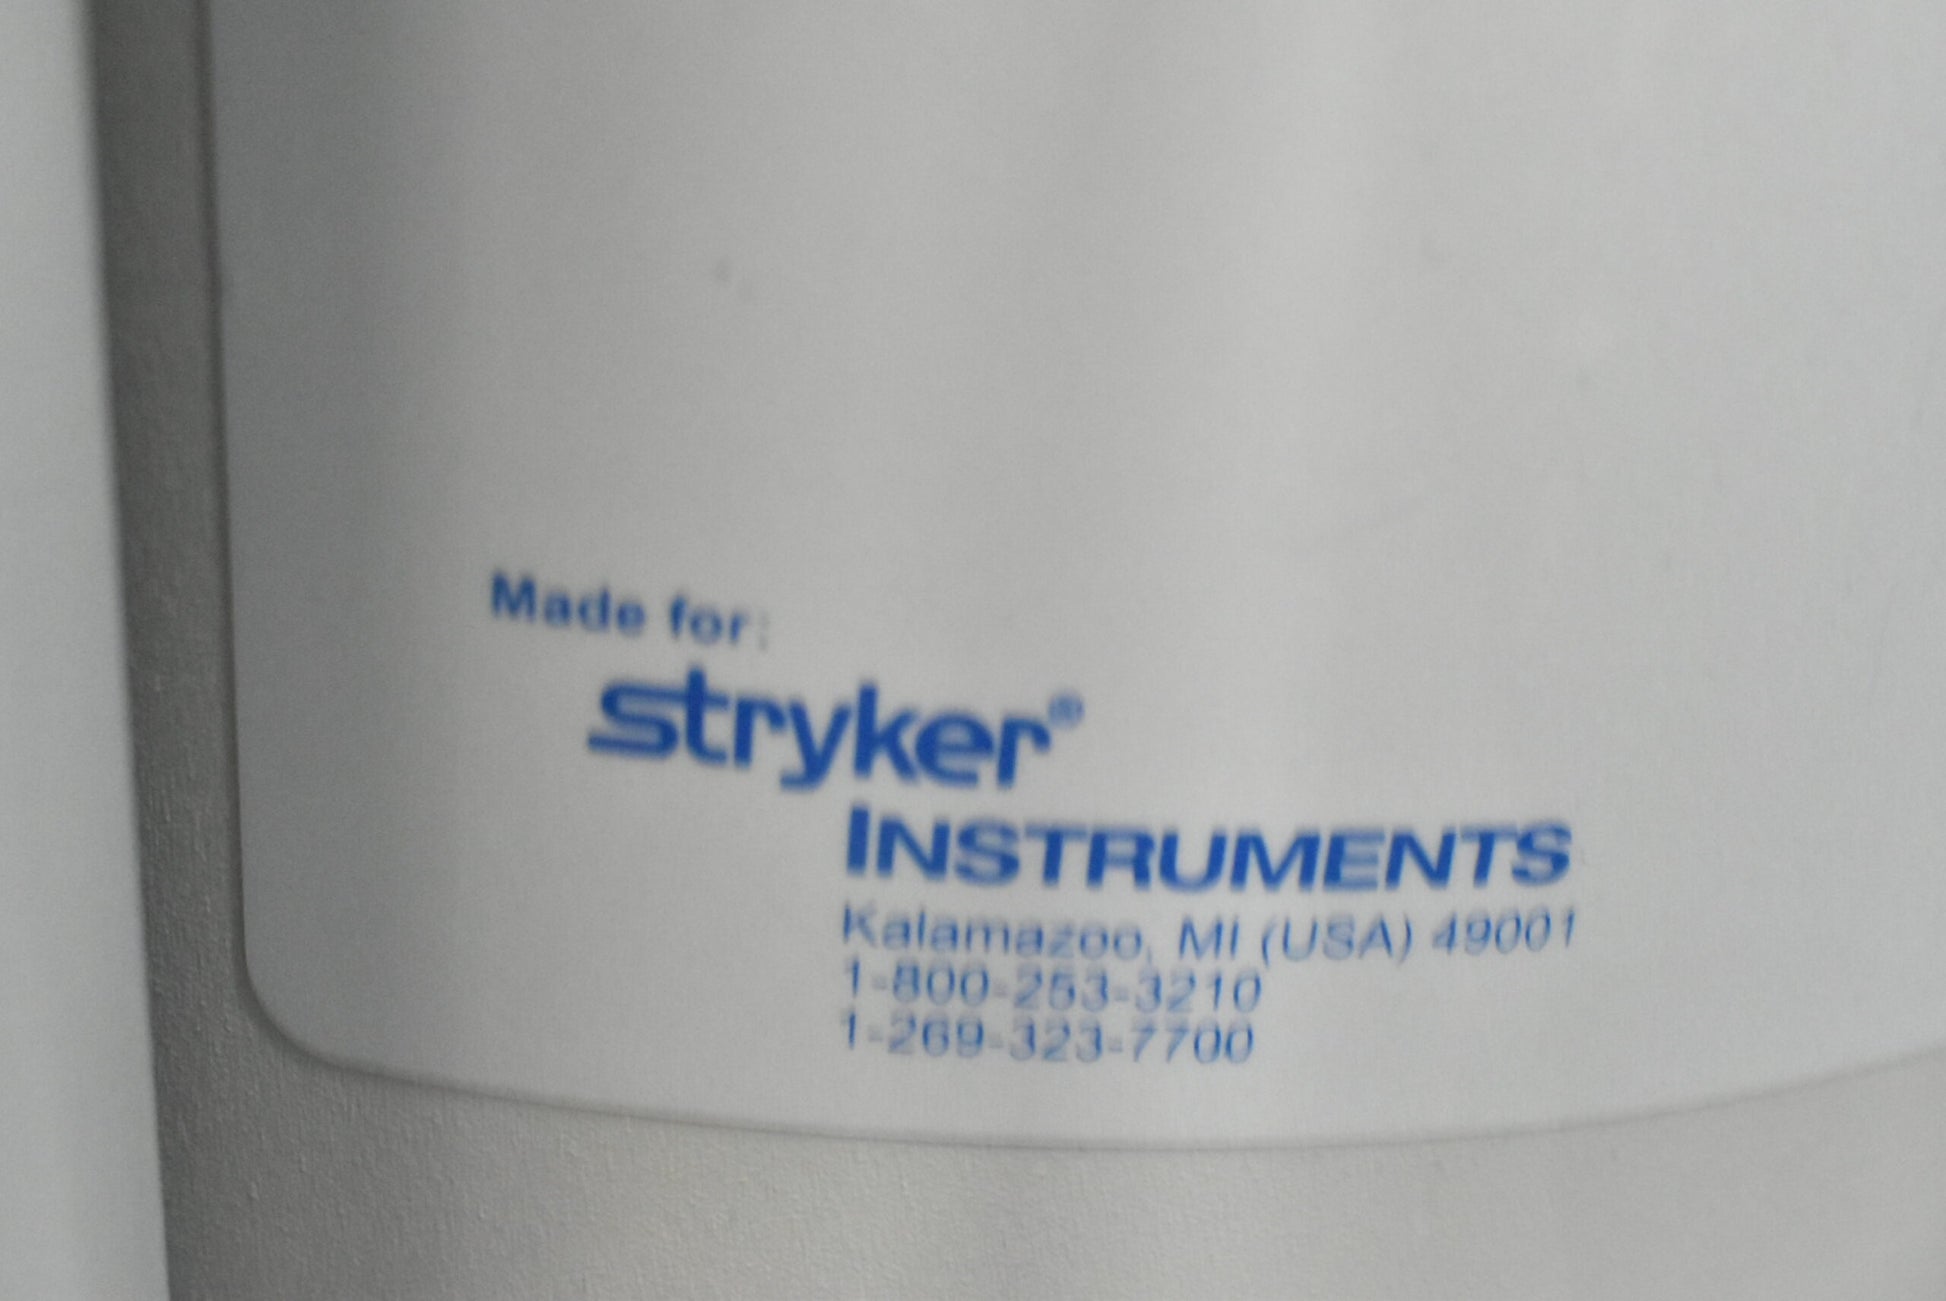 Made for:
stryker®
INSTRUMENTS
Kalamazoo, MI (USA) 49001
1-800-253-3210
1-269-323-7700